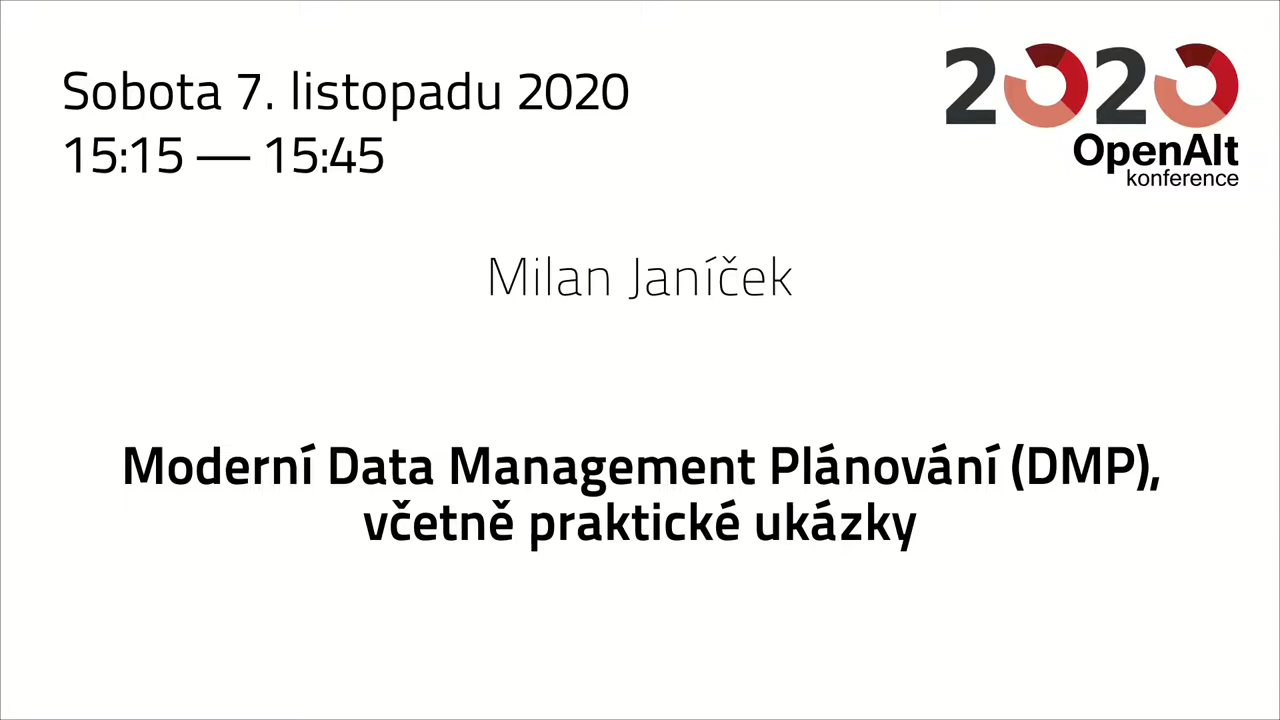 Sobota 7. listopadu 2020
15:15 — 15:45
2020
OpenAlt
konference
Milan Janíček
Moderní Data Management Plánování (DMP),
včetně praktické ukázky